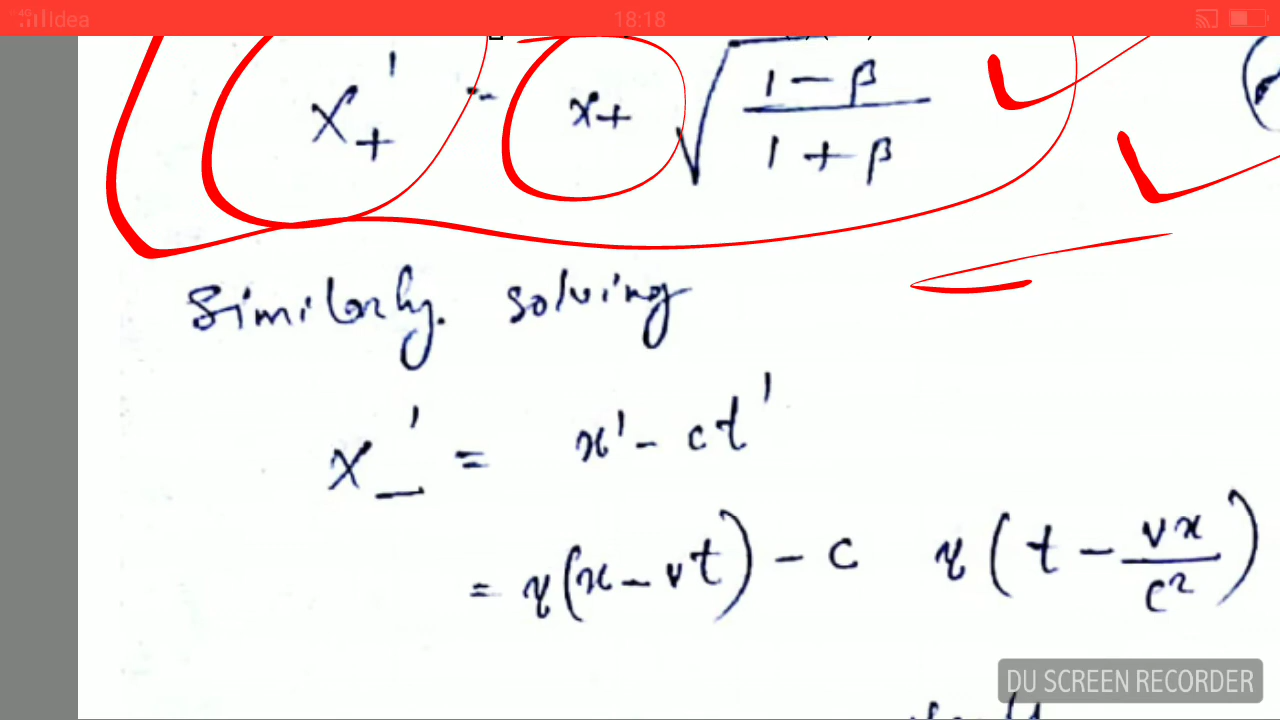 Idea 18:18
x₊' = x₊ √((1 - β)/(1 + β))
Similarly. solving
x₋' = x' - ct'
= γ(x - vt) - c γ(t - vx/c²)
DU SCREEN RECORDER